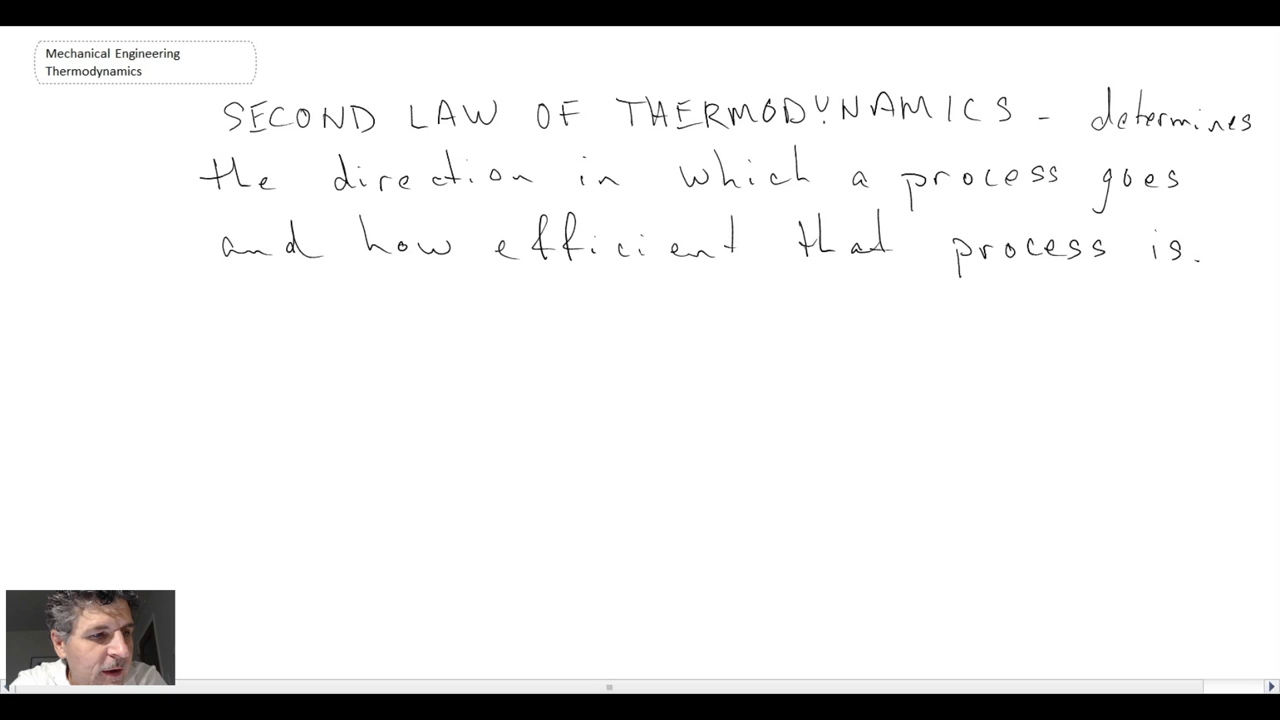 Mechanical Engineering
Thermodynamics
SECOND LAW OF THERMODYNAMICS - determines
the direction in which a process goes
and how efficient that process is.